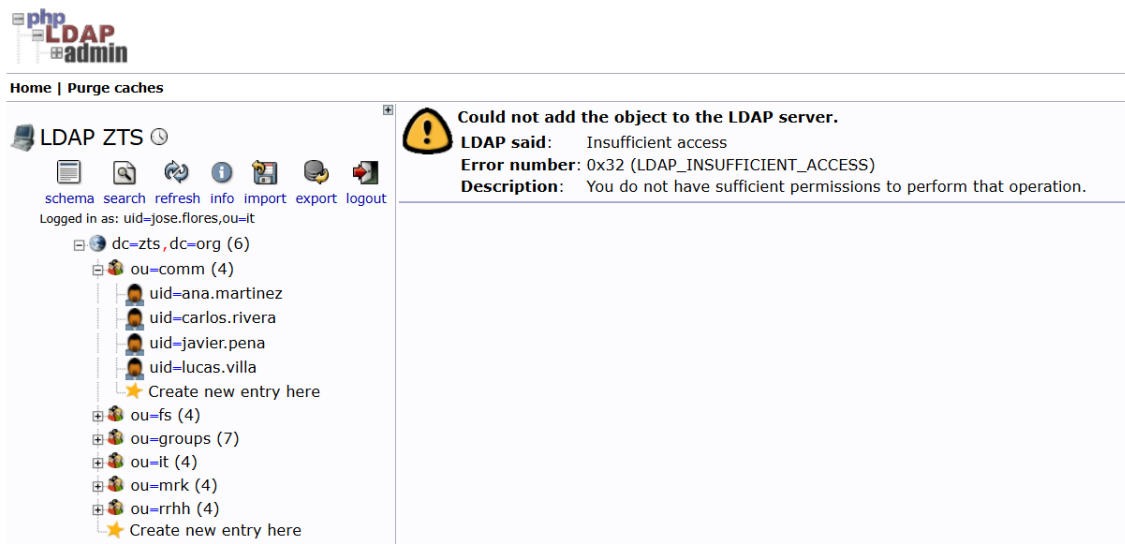 php
LDAP
admin
Home | Purge caches
LDAP ZTS
schema search refresh info import export logout
Logged in as: uid=jose.flores,ou=it
dc=zts,dc=org (6)
ou=comm (4)
uid=ana.martinez
uid=carlos.rivera
uid=javier.pena
uid=lucas.villa
Create new entry here
ou=fs (4)
ou=groups (7)
ou=it (4)
ou=mrk (4)
ou=rrhh (4)
Create new entry here
Could not add the object to the LDAP server.
LDAP said: Insufficient access
Error number: 0x32 (LDAP_INSUFFICIENT_ACCESS)
Description: You do not have sufficient permissions to perform that operation.